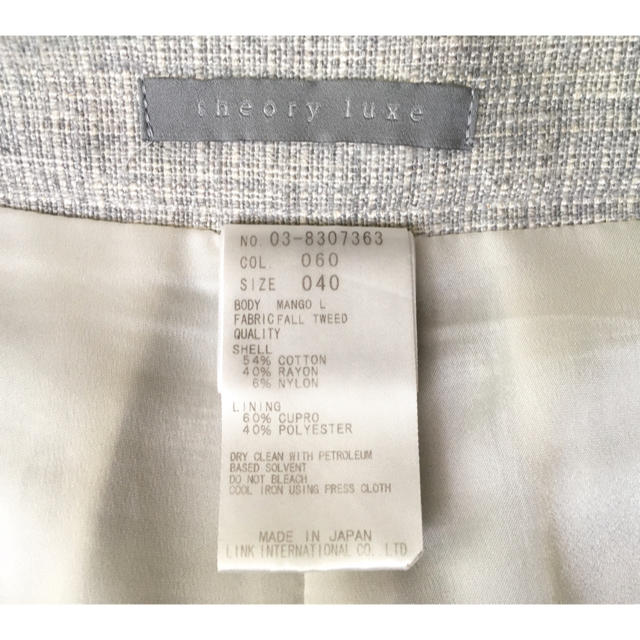 theory luxe
NO. 03-8307363
COL. 060
SIZE 040
BODY MANGO L
FABRIC FALL TWEED
QUALITY
SHELL
54% COTTON
40% RAYON
6% NYLON
LINING
60% CUPRO
40% POLYESTER
DRY CLEAN WITH PETROLEUM
BASED SOLVENT
DO NOT BLEACH
COOL IRON USING PRESS CLOTH
MADE IN JAPAN
LINK INTERNATIONAL CO., LTD